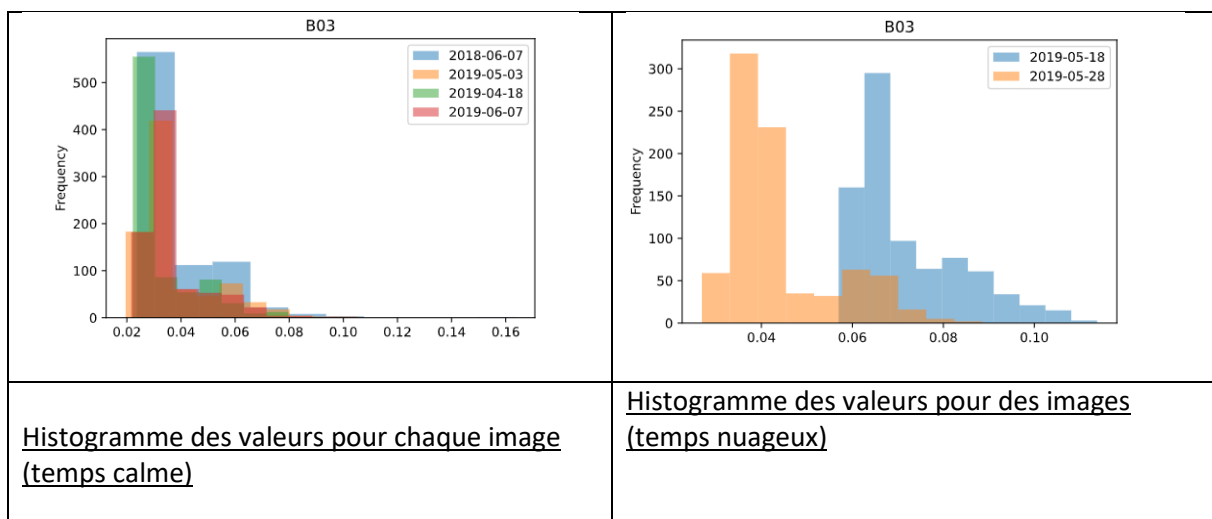 B03
Frequency
500
400
300
200
100
0
0.02 0.04 0.06 0.08 0.10 0.12 0.14 0.16
2018-06-07
2019-05-03
2019-04-18
2019-06-07
B03
Frequency
300
250
200
150
100
50
0
0.04 0.06 0.08 0.10
2019-05-18
2019-05-28
Histogramme des valeurs pour chaque image
(temps calme)
Histogramme des valeurs pour des images
(temps nuageux)